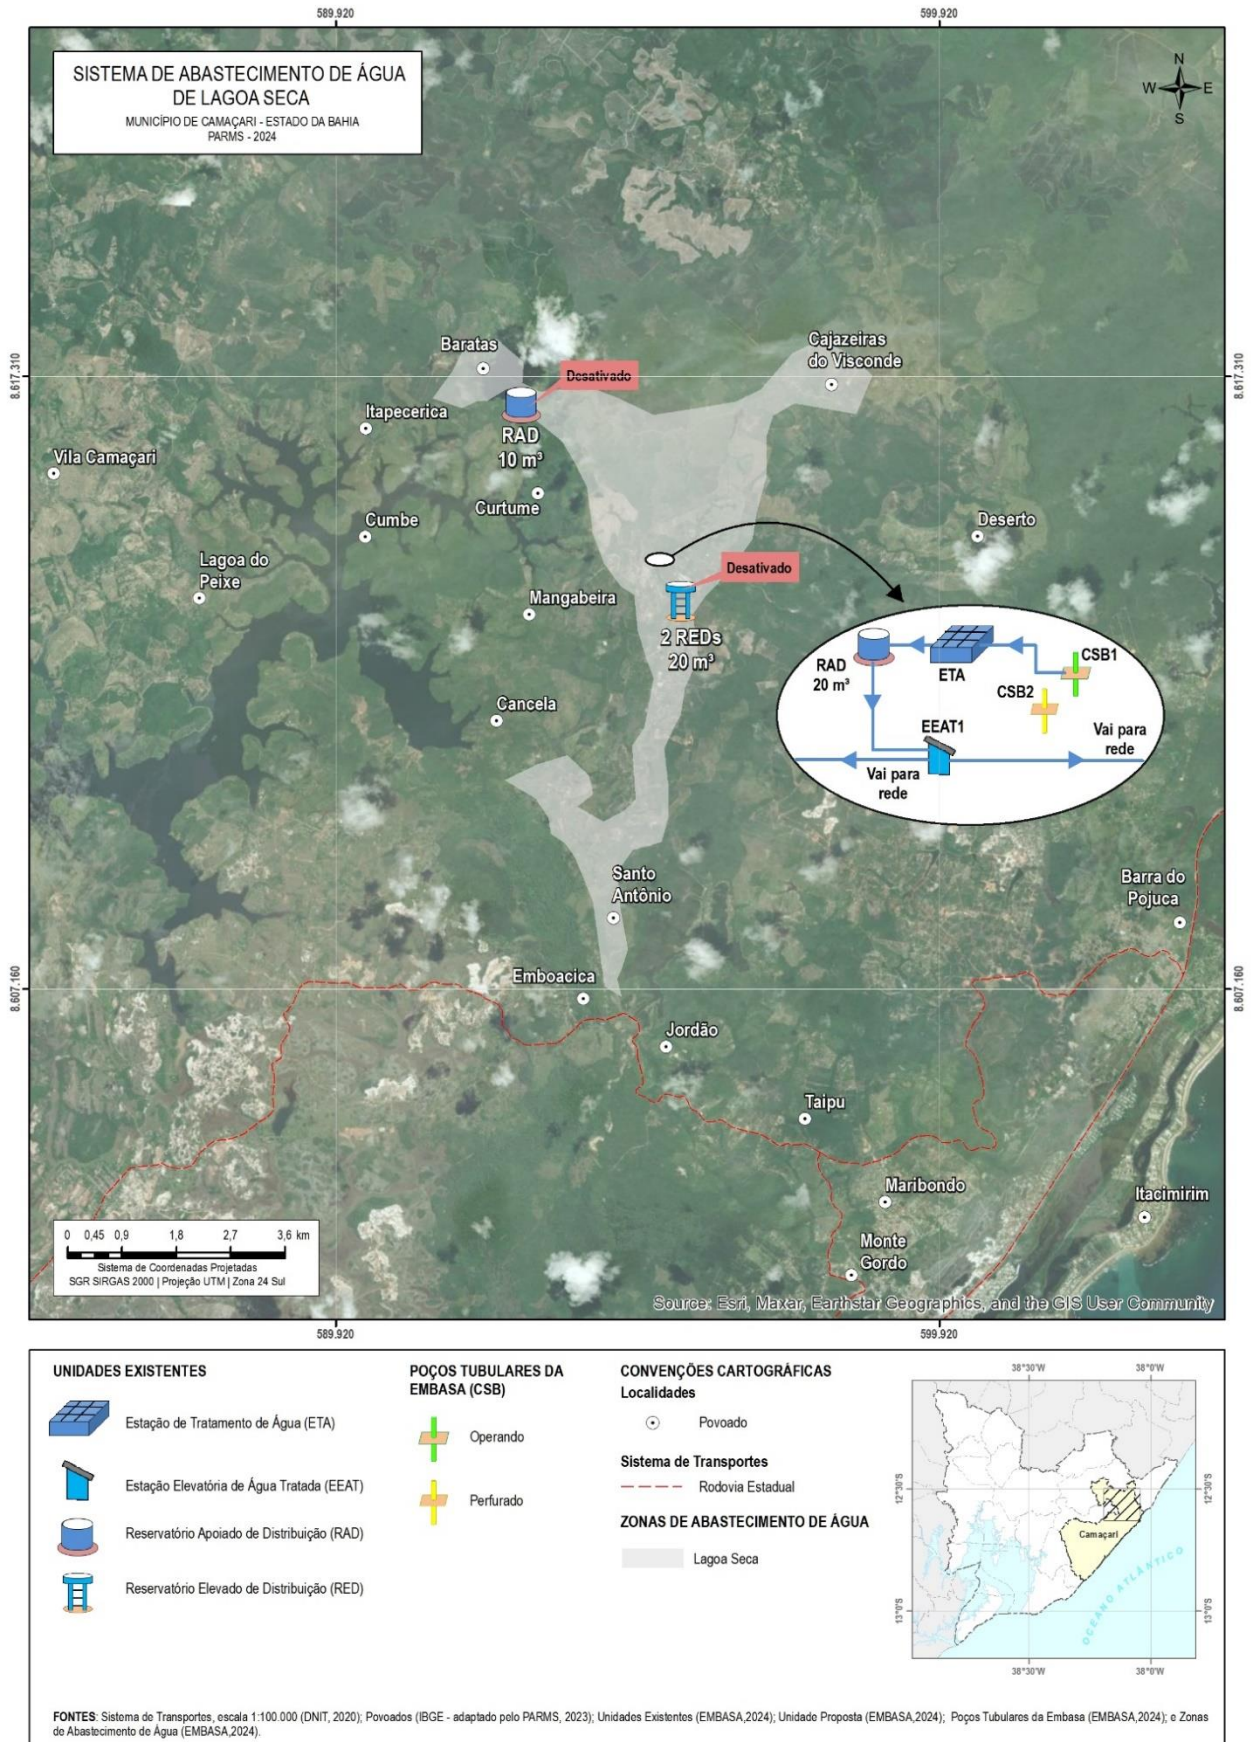 589.920
599.920
SISTEMA DE ABASTECIMENTO DE ÁGUA
DE LAGOA SECA
MUNICÍPIO DE CAMAÇARI - ESTADO DA BAHIA
PARMS - 2024
N
W
E
S
8.617.310
8.617.310
Baratas
Desativado
Cajazeiras
do Visconde
Itapecerica
RAD
10 m³
Vila Camaçari
Curtume
Cumbe
Deserto
Lagoa do
Peixe
Desativado
Mangabeira
2 REDs
20 m³
RAD
20 m³
ETA
CSB1
CSB2
EEAT1
Vai para
rede
Vai para
rede
Cancela
Santo
Antônio
Barra do
Pojuca
Emboacica
8.607.160
8.607.160
Jordão
Taipu
Maribondo
Itacimirim
Monte
Gordo
0 0,45 0,9 1,8 2,7 3,6 km
Sistema de Coordenadas Projetadas
SGR SIRGAS 2000 | Projeção UTM | Zona 24 Sul
Source: Esri, Maxar, Earthstar Geographics, and the GIS User Community
589.920
599.920
UNIDADES EXISTENTES
Estação de Tratamento de Água (ETA)
Estação Elevatória de Água Tratada (EEAT)
Reservatório Apoiado de Distribuição (RAD)
Reservatório Elevado de Distribuição (RED)
POÇOS TUBULARES DA
EMBASA (CSB)
Operando
Perfurado
CONVENÇÕES CARTOGRÁFICAS
Localidades
Povoado
Sistema de Transportes
Rodovia Estadual
ZONAS DE ABASTECIMENTO DE ÁGUA
Lagoa Seca
38°30'W
38°0'W
12°30'S
12°30'S
Camaçari
OCEANO ATLÂNTICO
13°0'S
13°0'S
38°30'W
38°0'W
FONTES: Sistema de Transportes, escala 1:100.000 (DNIT, 2020); Povoados (IBGE - adaptado pelo PARMS, 2023); Unidades Existentes (EMBASA,2024); Unidade Proposta (EMBASA,2024); Poços Tubulares da Embasa (EMBASA,2024); e Zonas
de Abastecimento de Água (EMBASA,2024).